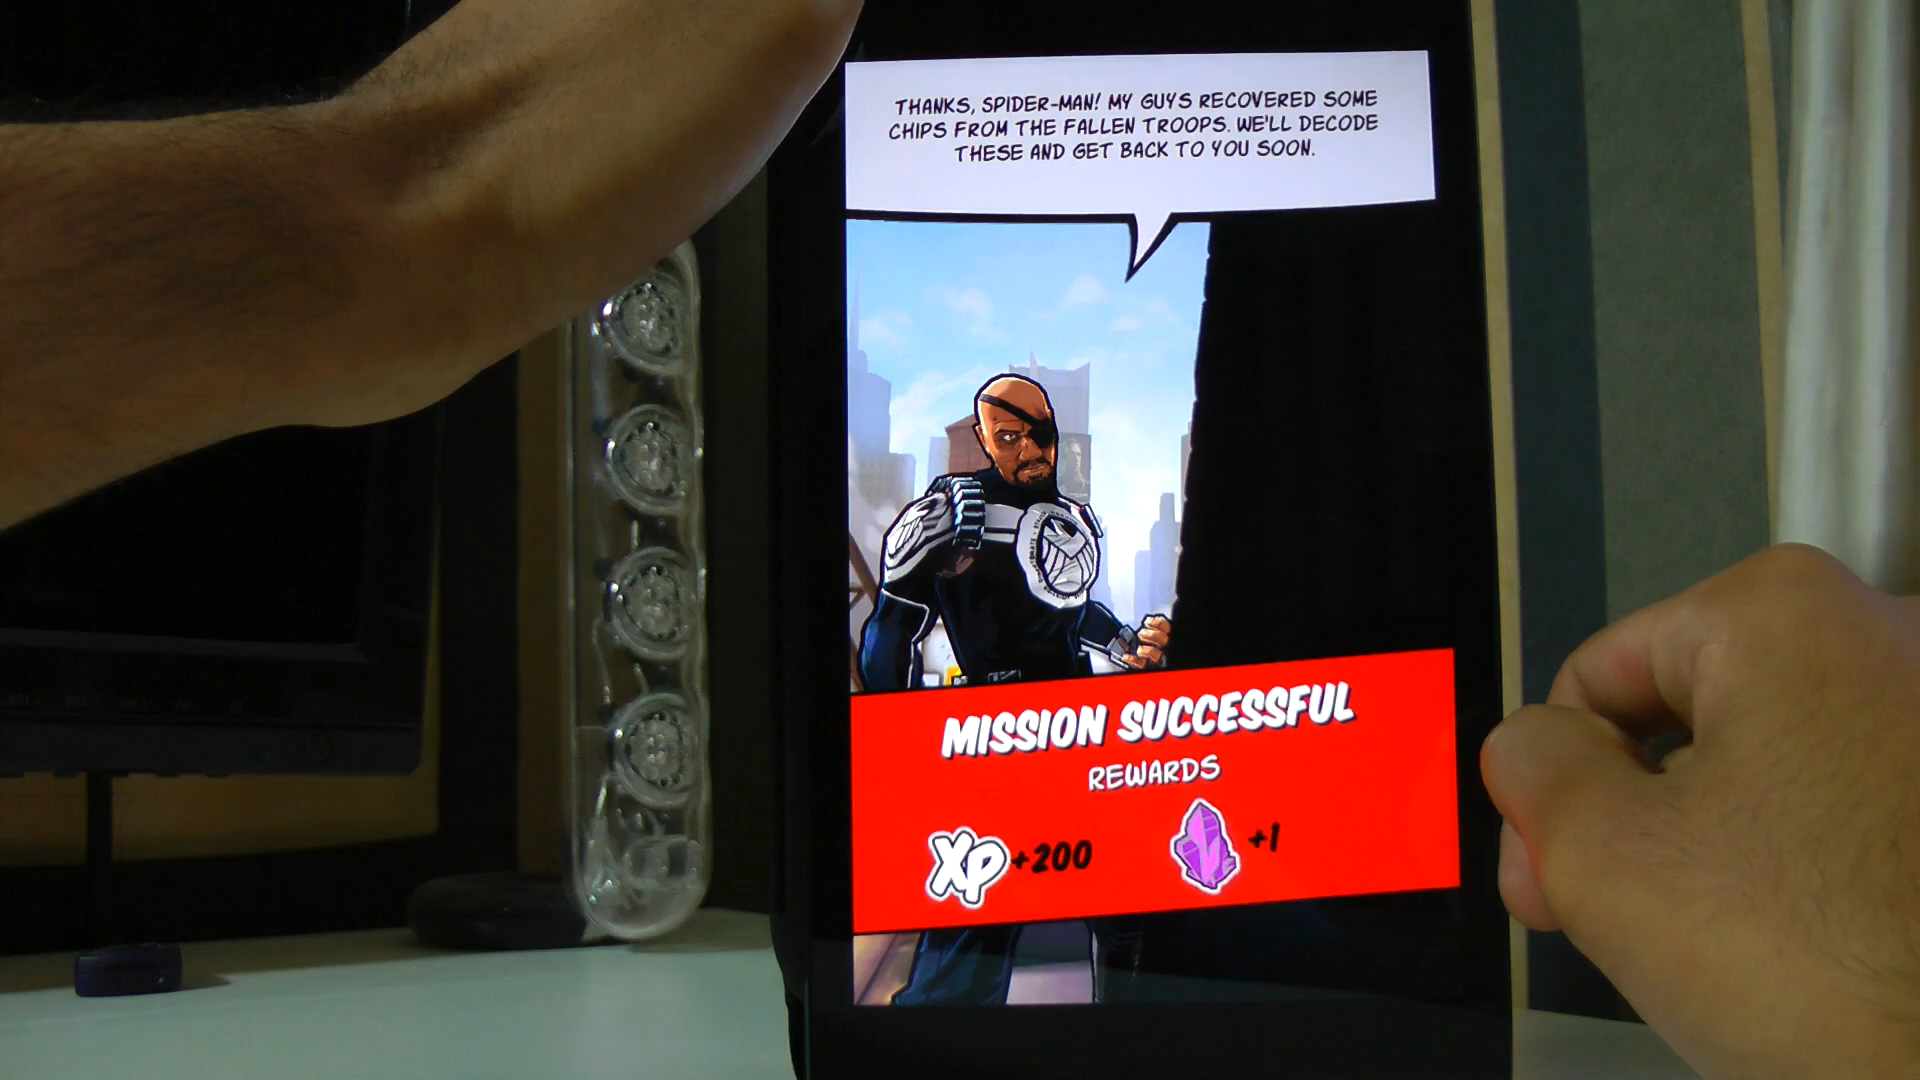 THANKS, SPIDER-MAN! MY GUYS RECOVERED SOME
CHIPS FROM THE FALLEN TROOPS. WE'LL DECODE
THESE AND GET BACK TO YOU SOON.
MISSION SUCCESSFUL
REWARDS
XP +200
+1